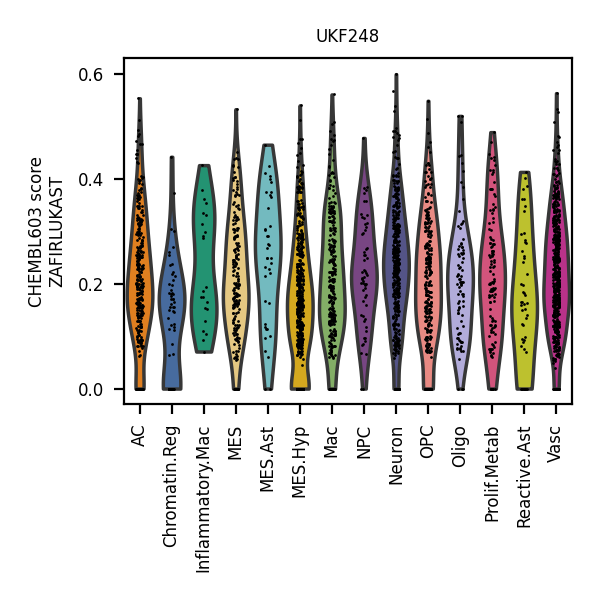 UKF248
CHEMBL603 score
ZAFIRLUKAST
0.6
0.4
0.2
0.0
AC
Chromatin.Reg
Inflammatory.Mac
MES
MES.Ast
MES.Hyp
Mac
NPC
Neuron
OPC
Oligo
Prolif.Metab
Reactive.Ast
Vasc